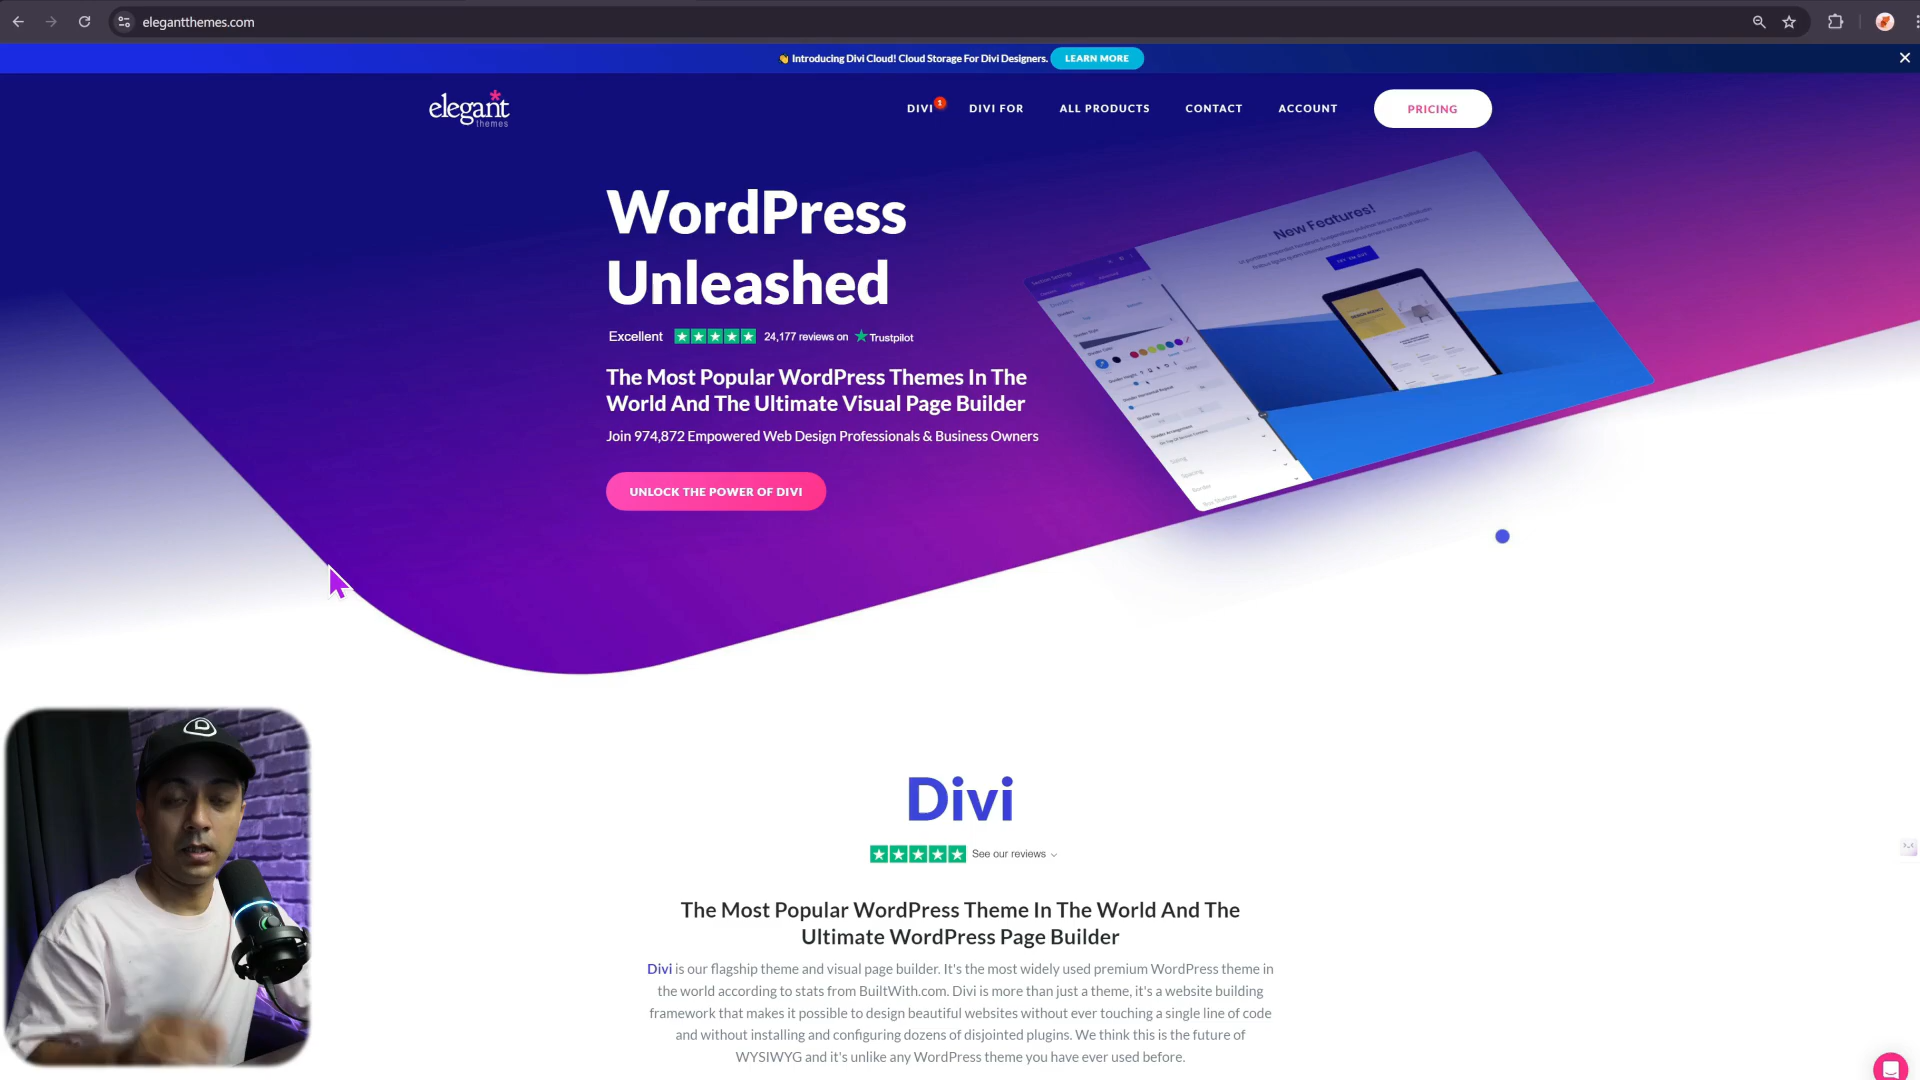 elegantthemes.com
👋 Introducing Divi Cloud! Cloud Storage For Divi Designers. LEARN MORE
elegant themes
DIVI 1 DIVI FOR ALL PRODUCTS CONTACT ACCOUNT PRICING
WordPress
Unleashed
Excellent 24,177 reviews on Trustpilot
The Most Popular WordPress Themes In The
World And The Ultimate Visual Page Builder
Join 974,872 Empowered Web Design Professionals & Business Owners
UNLOCK THE POWER OF DIVI
New Features!
Divi
See our reviews
The Most Popular WordPress Theme In The World And The
Ultimate WordPress Page Builder
Divi is our flagship theme and visual page builder. It's the most widely used premium WordPress theme in
the world according to stats from BuiltWith.com. Divi is more than just a theme, it's a website building
framework that makes it possible to design beautiful websites without ever touching a single line of code
and without installing and configuring dozens of disjointed plugins. We think this is the future of
WYSIWYG and it's unlike any WordPress theme you have ever used before.